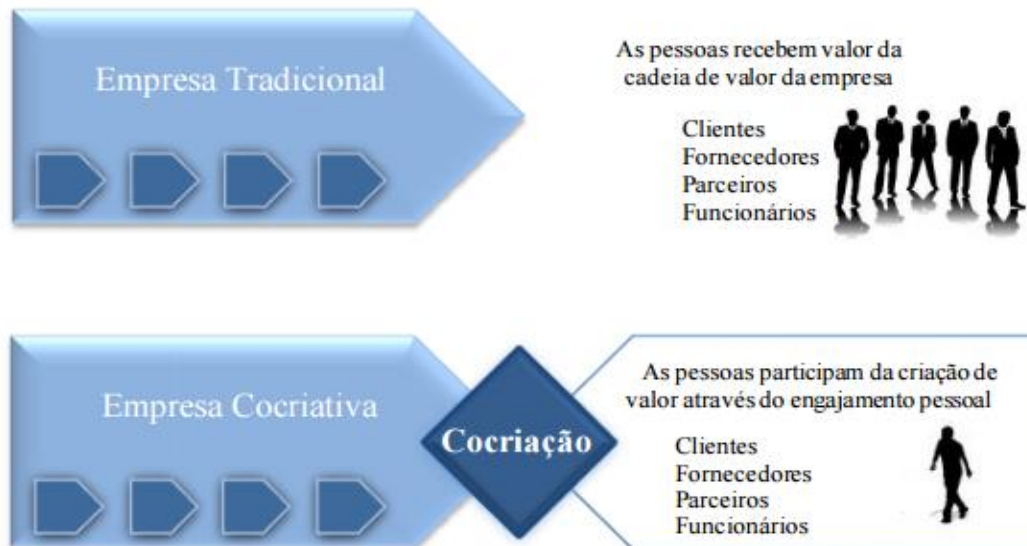 Empresa Tradicional
As pessoas recebem valor da
cadeia de valor da empresa
Clientes
Fornecedores
Parceiros
Funcionários
Empresa Cocriativa
Cocriação
As pessoas participam da criação de
valor através do engajamento pessoal
Clientes
Fornecedores
Parceiros
Funcionários